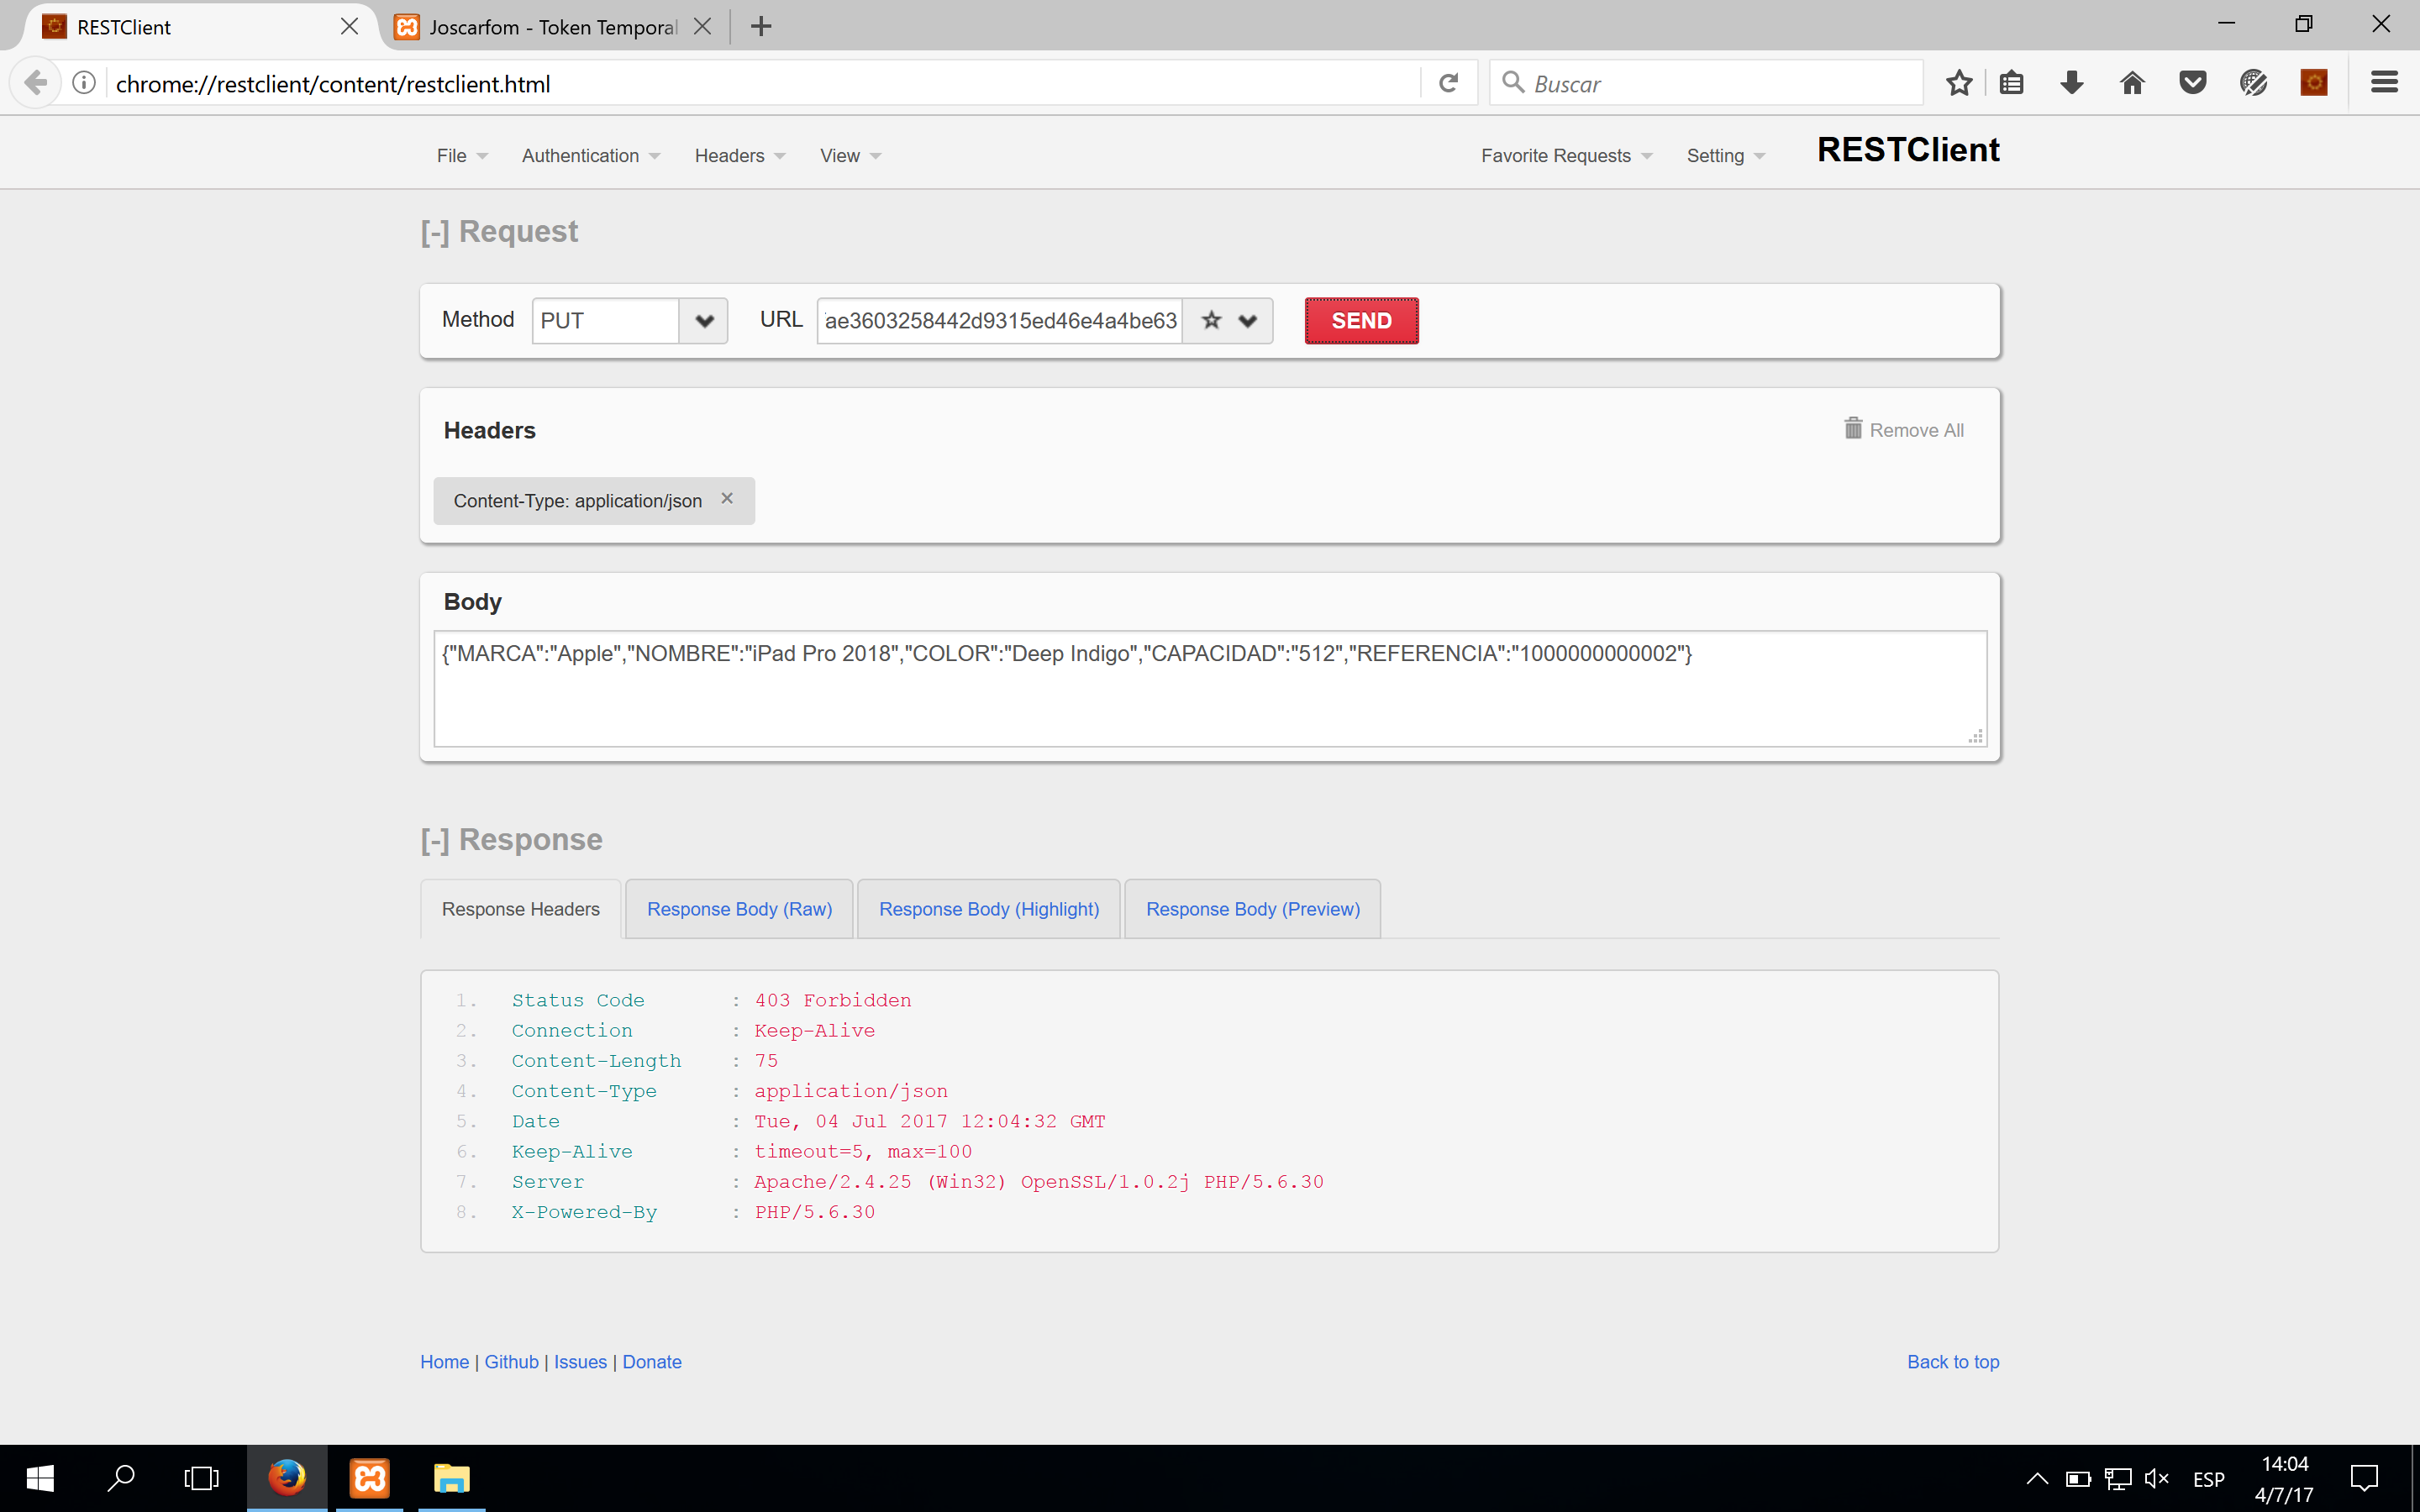 RESTClient
Joscarfom - Token Temporal
chrome://restclient/content/restclient.html
Buscar
File
Authentication
Headers
View
Favorite Requests
Setting
RESTClient
[-] Request
Method
PUT
URL
ae3603258442d9315ed46e4a4be63
SEND
Headers
Remove All
Content-Type: application/json
Body
{"MARCA":"Apple","NOMBRE":"iPad Pro 2018","COLOR":"Deep Indigo","CAPACIDAD":"512","REFERENCIA":"1000000000002"}
[-] Response
Response Headers
Response Body (Raw)
Response Body (Highlight)
Response Body (Preview)
1. Status Code : 403 Forbidden
2. Connection : Keep-Alive
3. Content-Length : 75
4. Content-Type : application/json
5. Date : Tue, 04 Jul 2017 12:04:32 GMT
6. Keep-Alive : timeout=5, max=100
7. Server : Apache/2.4.25 (Win32) OpenSSL/1.0.2j PHP/5.6.30
8. X-Powered-By : PHP/5.6.30
Home | Github | Issues | Donate
Back to top
ESP
14:04
4/7/17